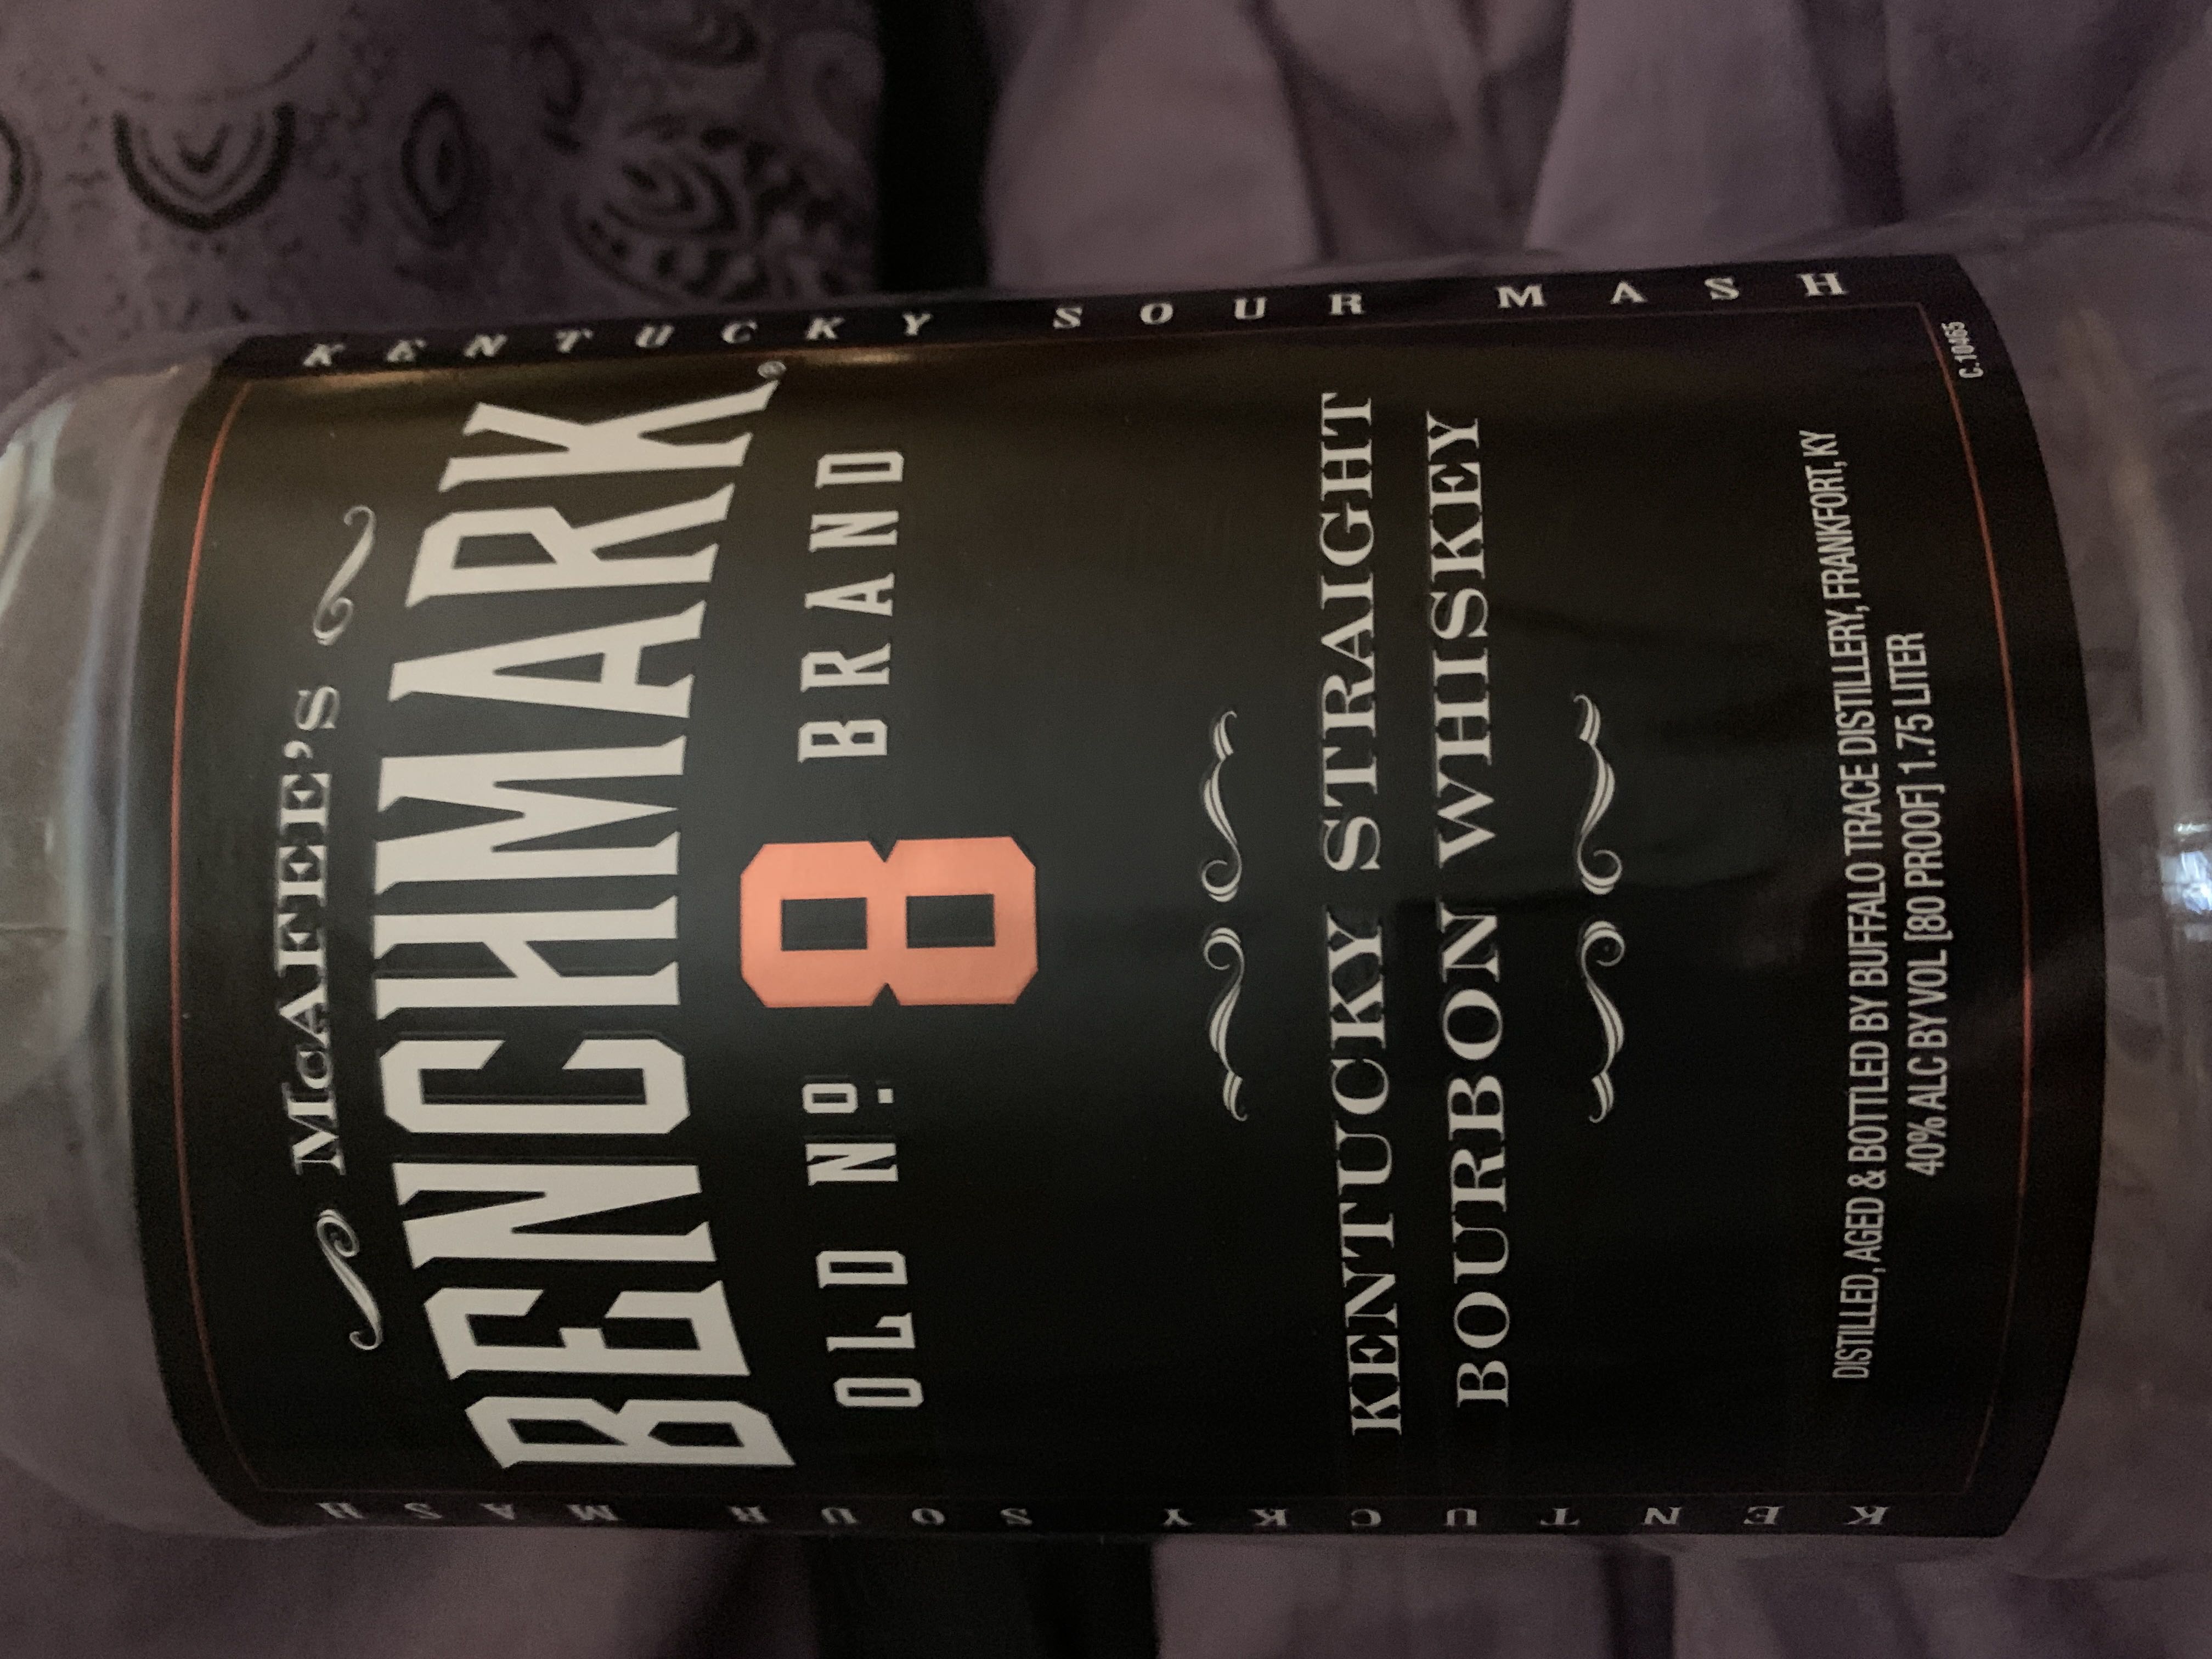 McAFEE'S
BENCHMARK®
OLD No. 8 BRAND
KENTUCKY STRAIGHT
BOURBON WHISKEY
DISTILLED, AGED & BOTTLED BY BUFFALO TRACE DISTILLERY, FRANKFORT, KY
40% ALC BY VOL [80 PROOF] 1.75 LITER
C.10465
KENTUCKY SOUR MASH
KENTUCKY SOUR MASH